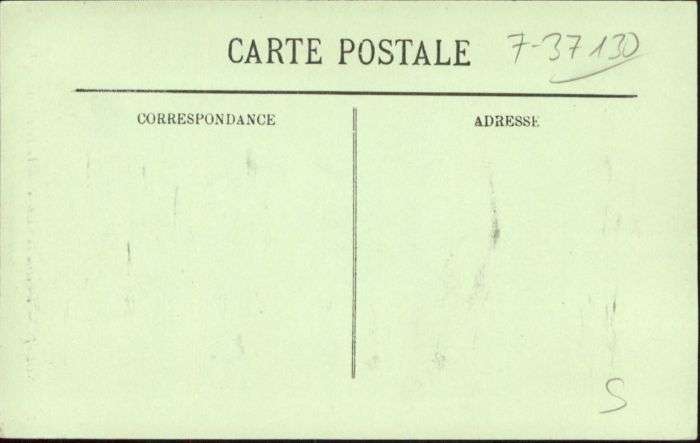 CARTE POSTALE 7-37130
CORRESPONDANCE
ADRESSE
S